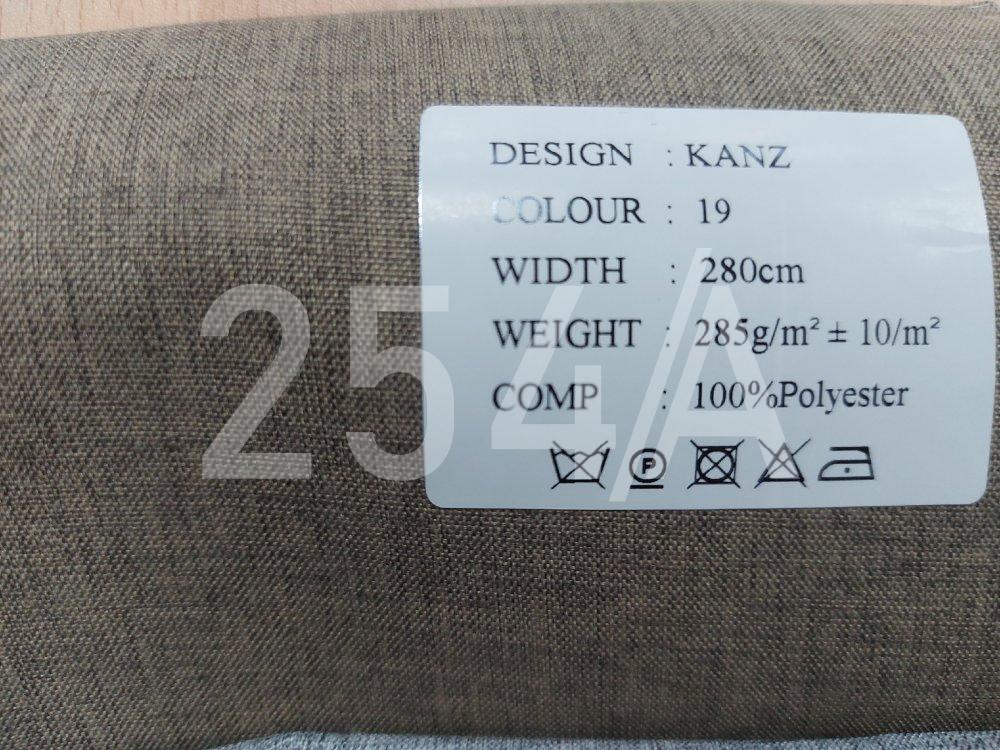 DESIGN : KANZ
COLOUR : 19
WIDTH : 280cm
WEIGHT : 285g/m² ± 10/m²
COMP : 100%Polyester
P
254/A